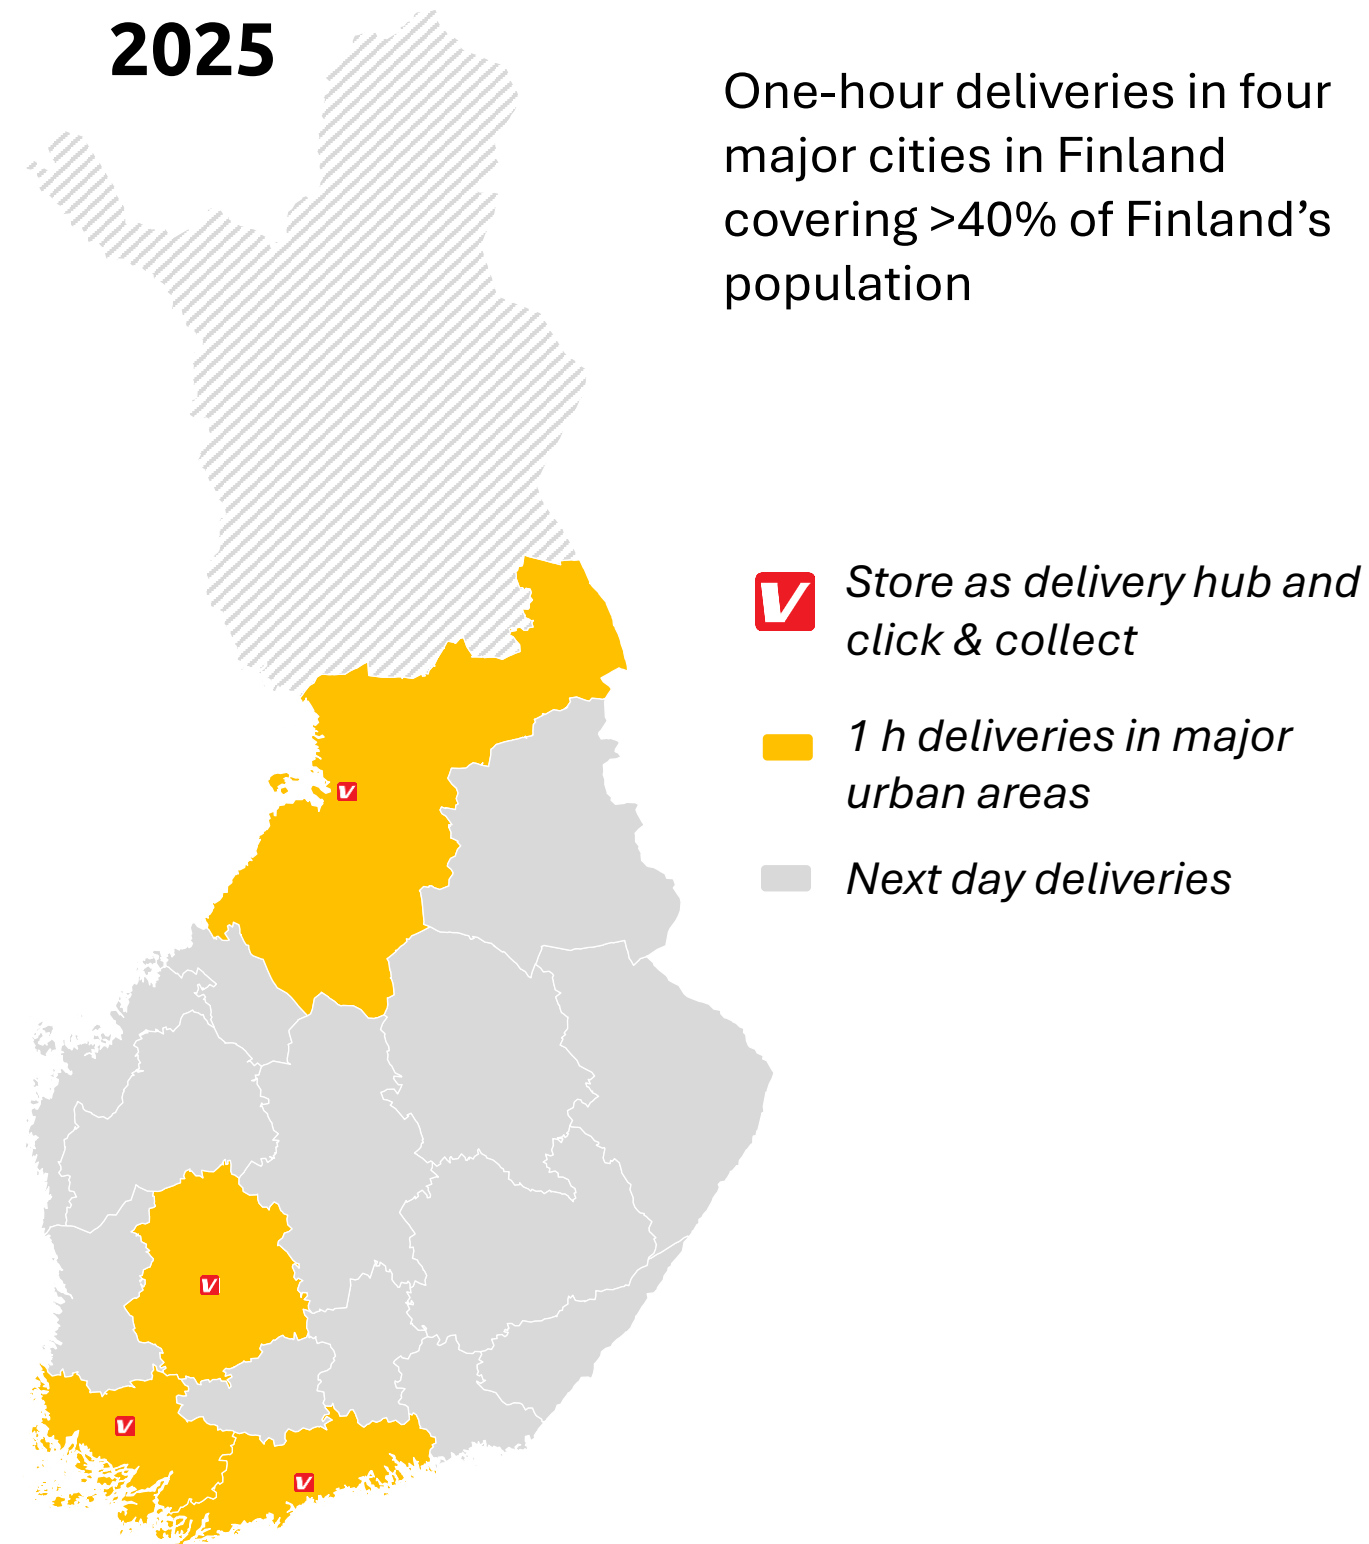 2025
One-hour deliveries in four
major cities in Finland
covering >40% of Finland’s
population
V
Store as delivery hub and
click & collect
1 h deliveries in major
urban areas
Next day deliveries
V
V
V
V